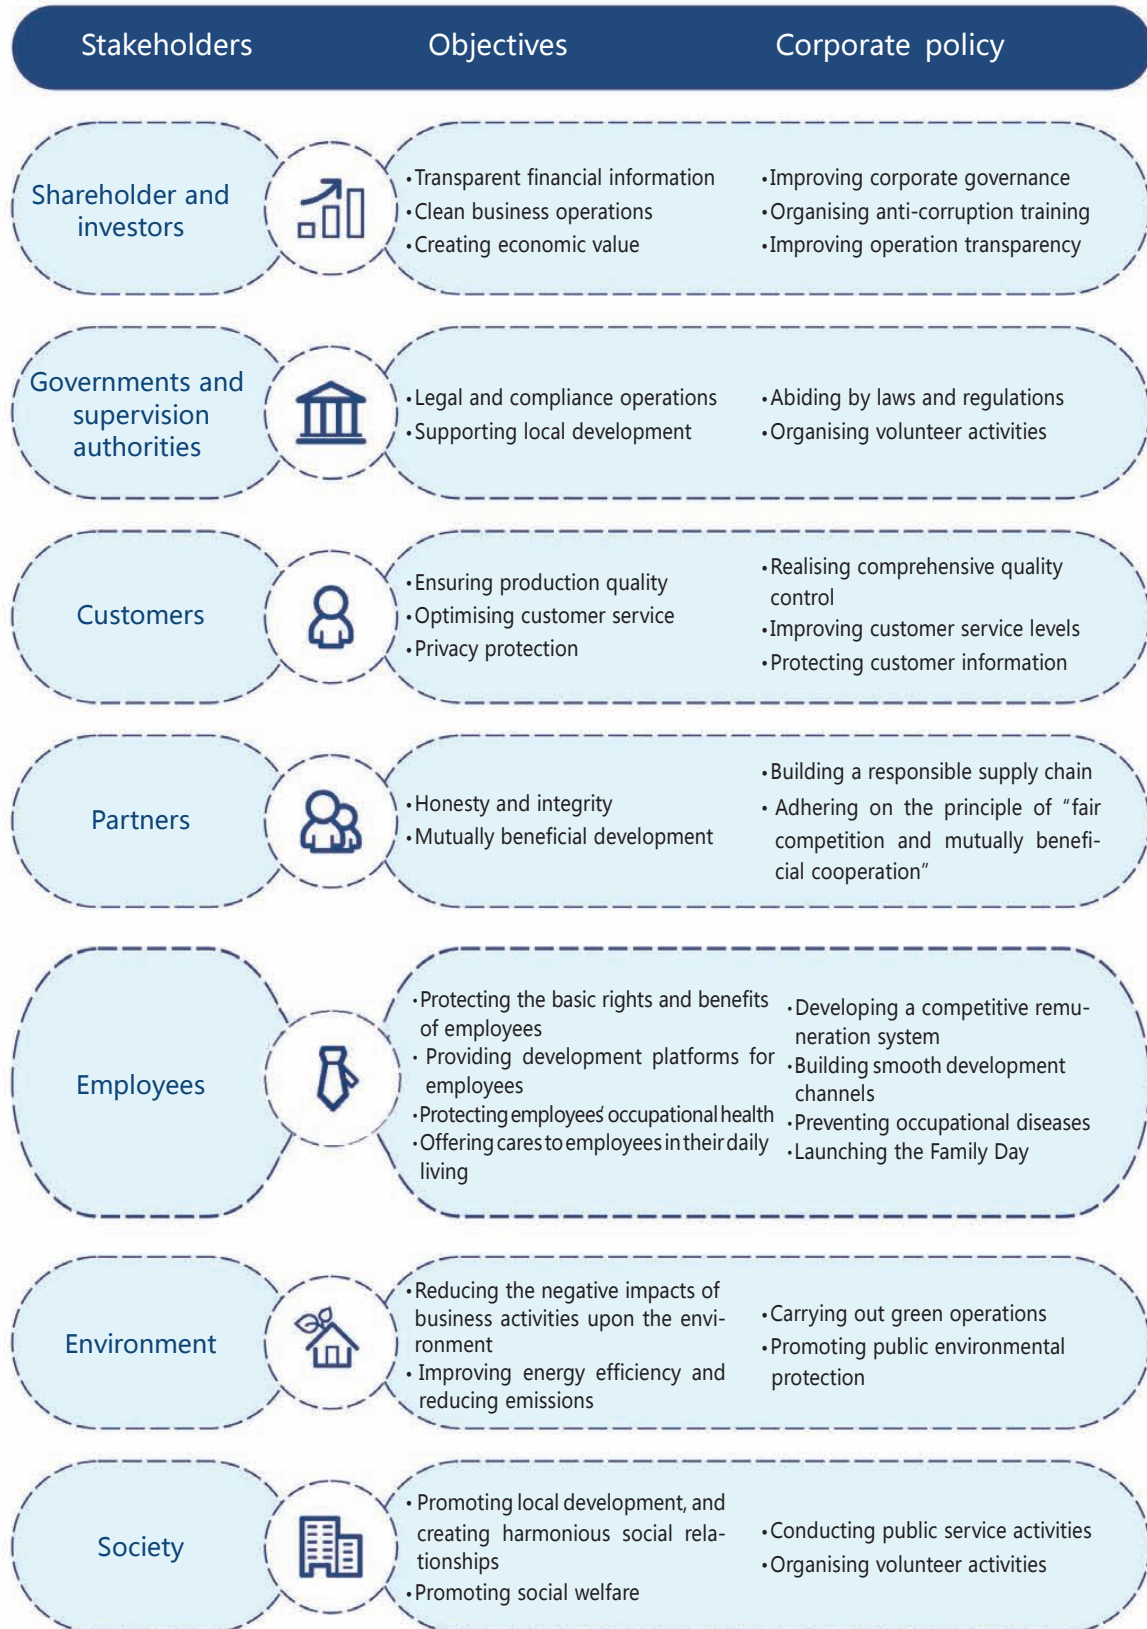 Stakeholders Objectives Corporate policy
Shareholder and
investors
•Transparent financial information
•Clean business operations
•Creating economic value
•Improving corporate governance
•Organising anti-corruption training
•Improving operation transparency
Governments and
supervision
authorities
•Legal and compliance operations
•Supporting local development
•Abiding by laws and regulations
•Organising volunteer activities
Customers
•Ensuring production quality
•Optimising customer service
•Privacy protection
•Realising comprehensive quality
control
•Improving customer service levels
•Protecting customer information
Partners
•Honesty and integrity
•Mutually beneficial development
•Building a responsible supply chain
• Adhering on the principle of "fair
competition and mutually benefi-
cial cooperation"
Employees
•Protecting the basic rights and benefits
of employees
• Providing development platforms for
employees
•Protecting employees' occupational health
•Offering cares to employees in their daily
living
•Developing a competitive remu-
neration system
•Building smooth development
channels
•Preventing occupational diseases
•Launching the Family Day
Environment
•Reducing the negative impacts of
business activities upon the envi-
ronment
• Improving energy efficiency and
reducing emissions
•Carrying out green operations
•Promoting public environmental
protection
Society
• Promoting local development, and
creating harmonious social rela-
tionships
•Promoting social welfare
•Conducting public service activities
•Organising volunteer activities